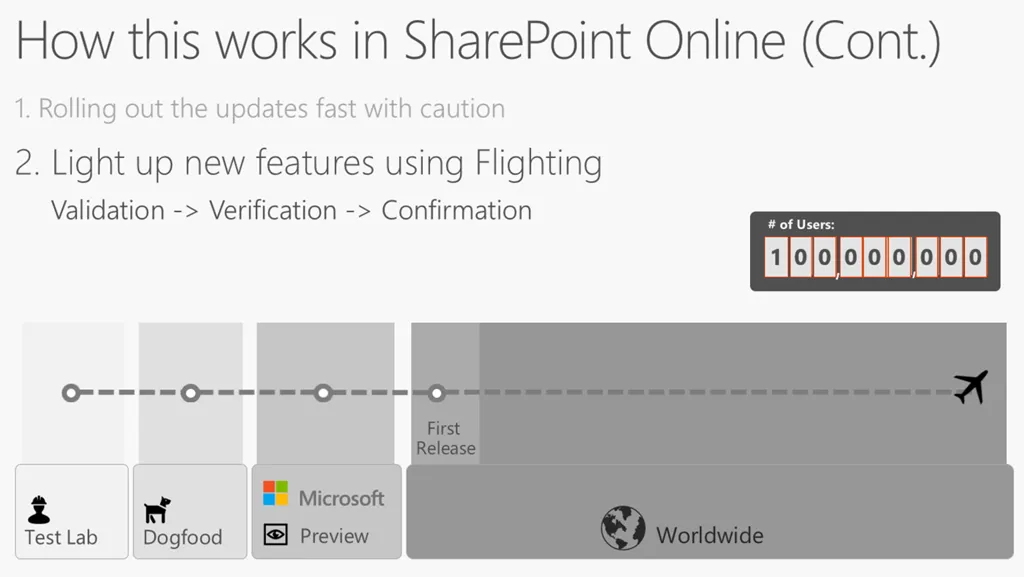 How this works in SharePoint Online (Cont.)
1. Rolling out the updates fast with caution
2. Light up new features using Flighting
Validation -> Verification -> Confirmation
# of Users:
100,000,000
First
Release
Test Lab
Dogfood
Microsoft
Preview
Worldwide